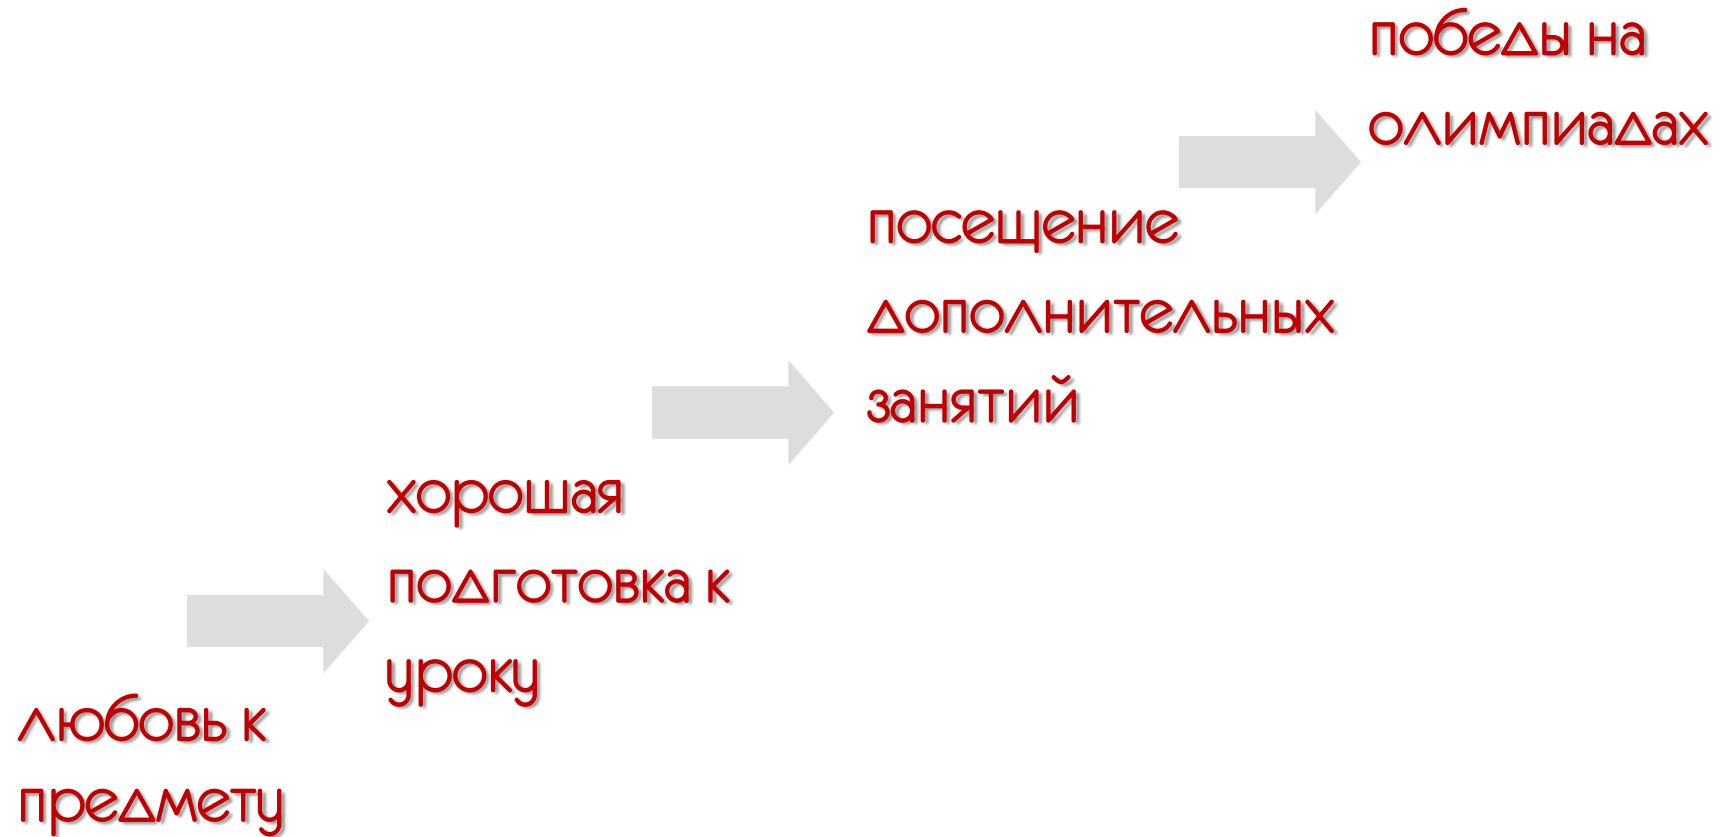 победы на
олимпиадах
посещение
дополнительных
занятий
хорошая
подготовка к
уроку
любовь к
предмету